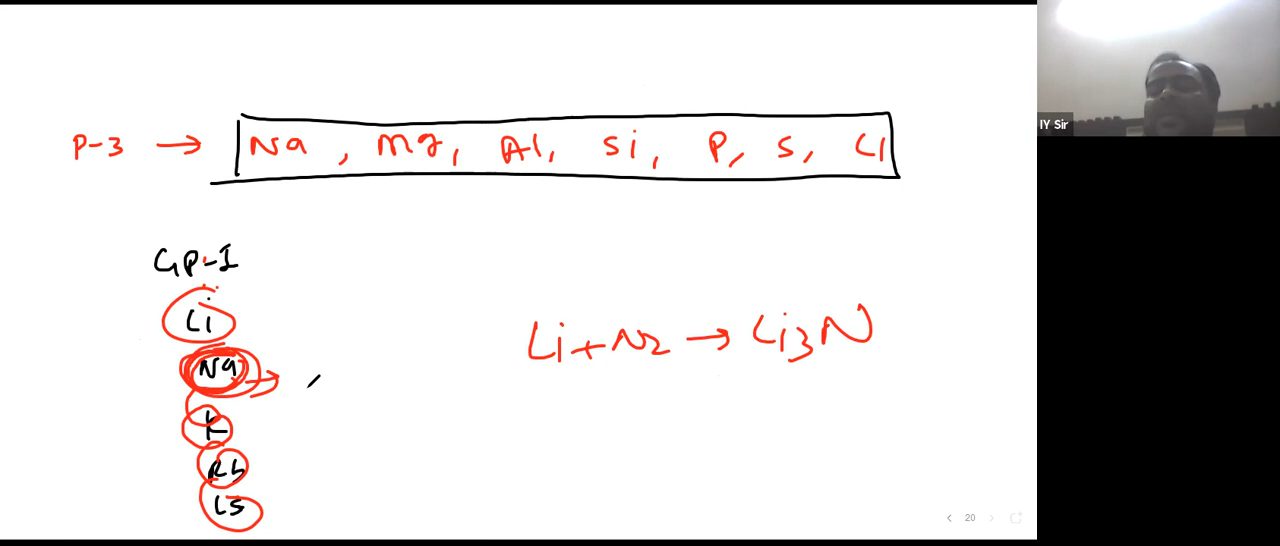 P-3 → Na, Mg, Al, Si, P, S, Cl
IY Sir
GP-I
Li
Li + N2 → Li3N
Na →
K
Rb
Cs
20